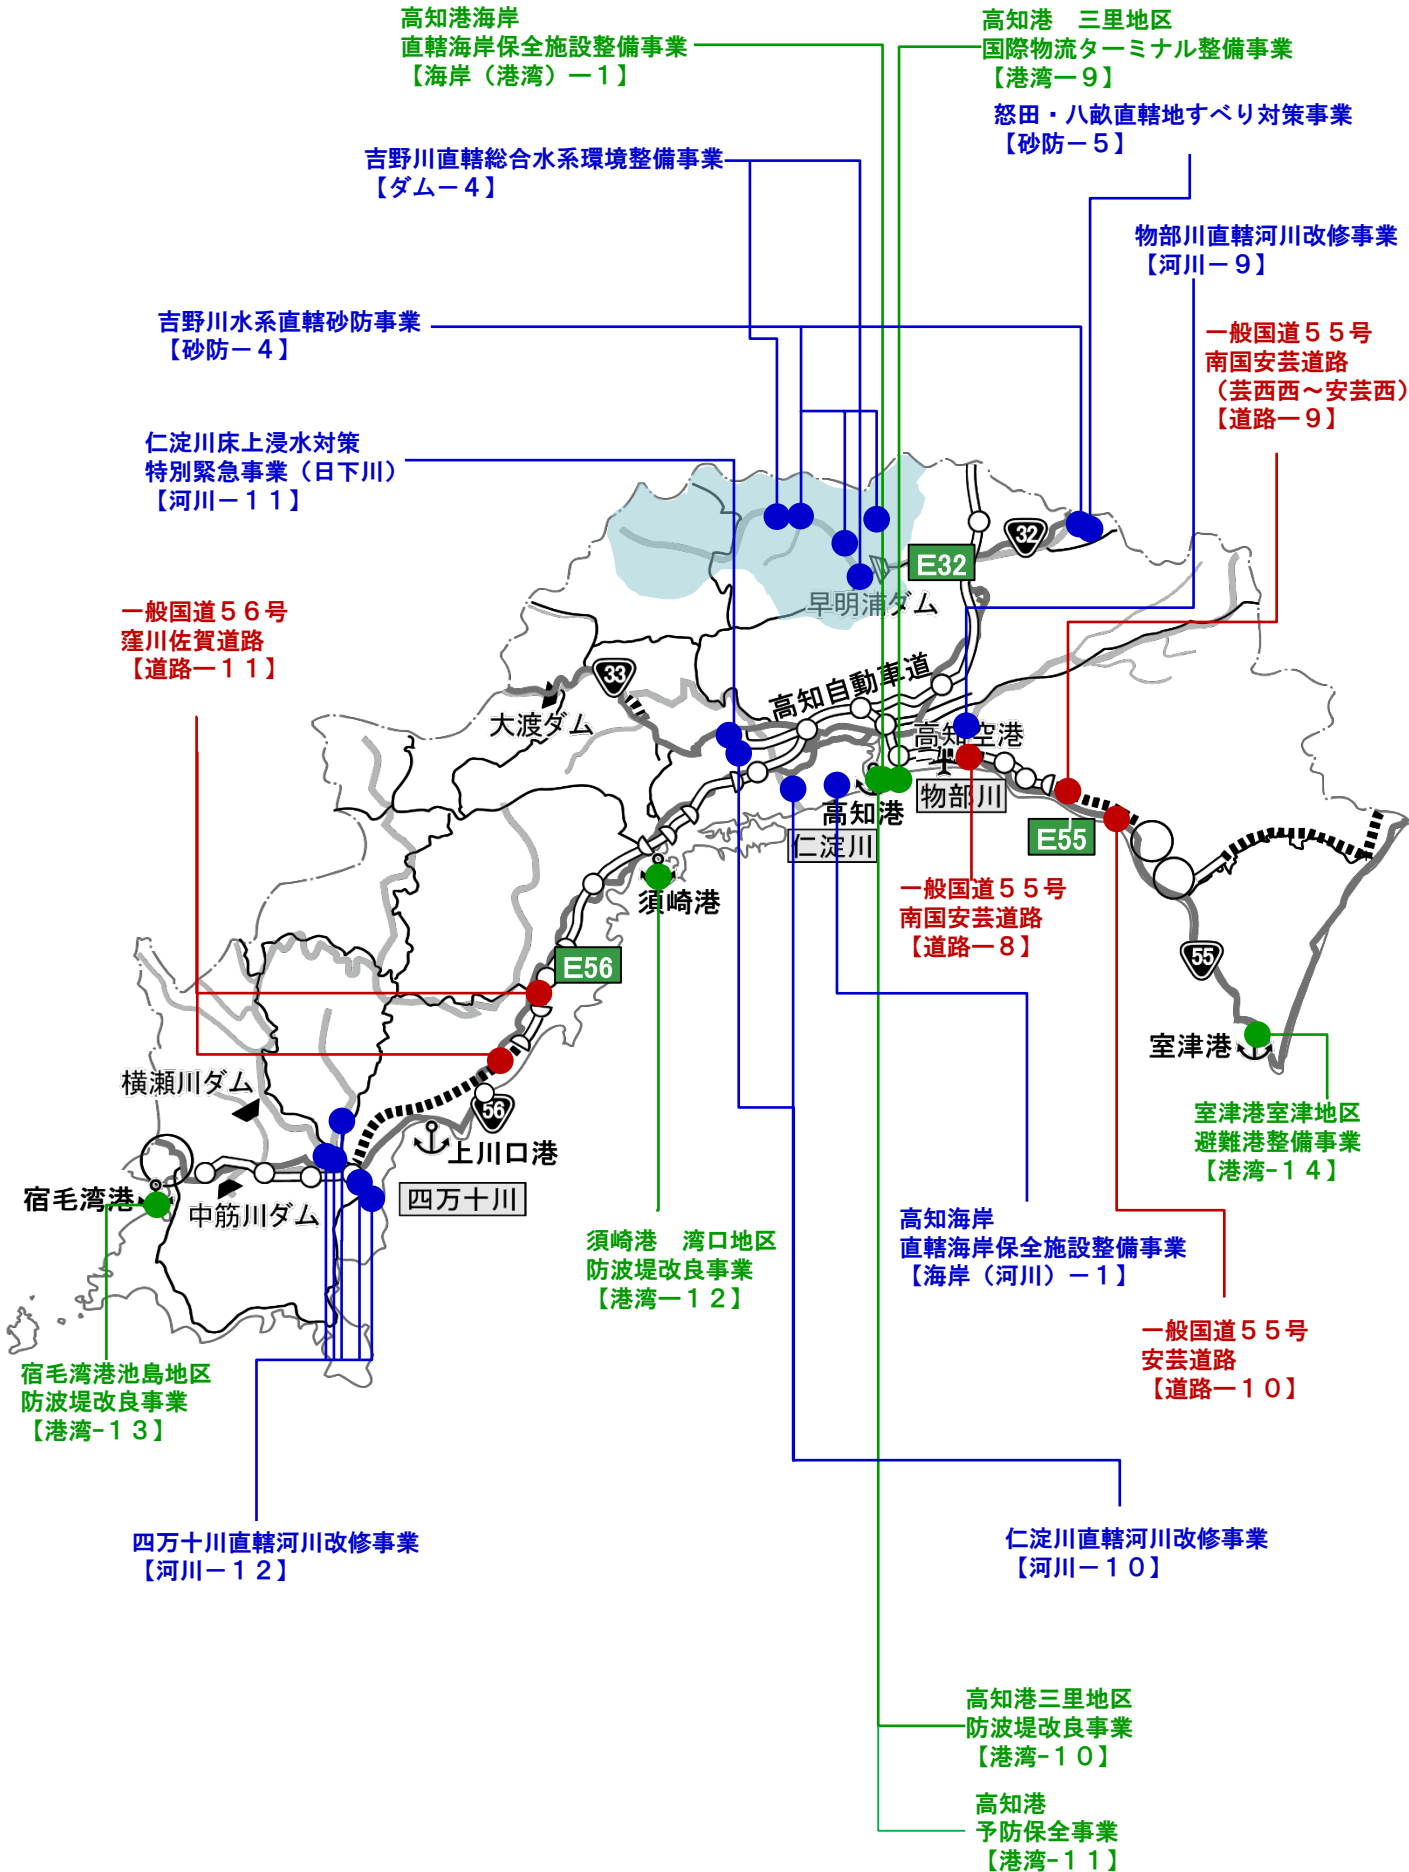 高知港海岸
直轄海岸保全施設整備事業
【海岸（港湾）ー１】
高知港　三里地区
国際物流ターミナル整備事業
【港湾ー９】
怒田・八畝直轄地すべり対策事業
【砂防－５】
吉野川直轄総合水系環境整備事業
【ダム－４】
物部川直轄河川改修事業
【河川－９】
吉野川水系直轄砂防事業
【砂防－４】
一般国道５５号
南国安芸道路
（芸西西～安芸西）
【道路ー９】
仁淀川床上浸水対策
特別緊急事業（日下川）
【河川－１１】
32
E32
早明浦ダム
一般国道５６号
窪川佐賀道路
【道路ー１１】
33
高知自動車道
大渡ダム
高知空港
物部川
高知港
E55
仁淀川
須崎港
一般国道５５号
南国安芸道路
【道路ー８】
E56
55
室津港
横瀬川ダム
56
上川口港
室津港室津地区
避難港整備事業
【港湾-１４】
宿毛湾港
中筋川ダム
四万十川
高知海岸
直轄海岸保全施設整備事業
【海岸（河川）－１】
須崎港　湾口地区
防波堤改良事業
【港湾ー１２】
一般国道５５号
安芸道路
【道路ー１０】
宿毛湾港池島地区
防波堤改良事業
【港湾-１３】
四万十川直轄河川改修事業
【河川－１２】
仁淀川直轄河川改修事業
【河川－１０】
高知港三里地区
防波堤改良事業
【港湾-１０】
高知港
予防保全事業
【港湾-１１】